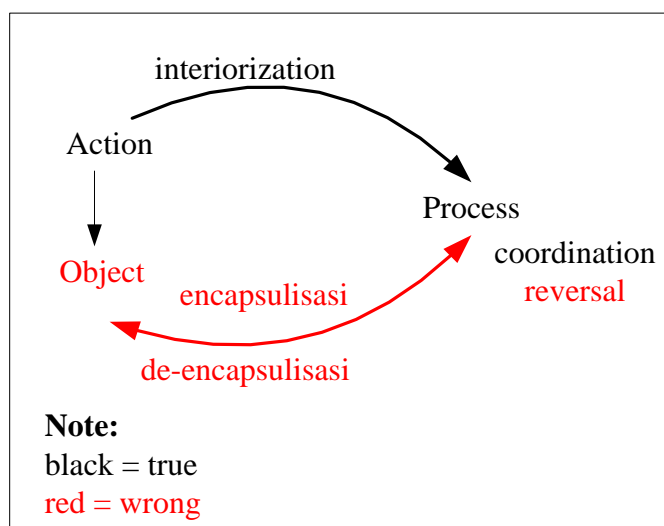 interiorization
Action
Process
coordination
Object
encapsulisasi
reversal
de-encapsulisasi
Note:
black = true
red = wrong